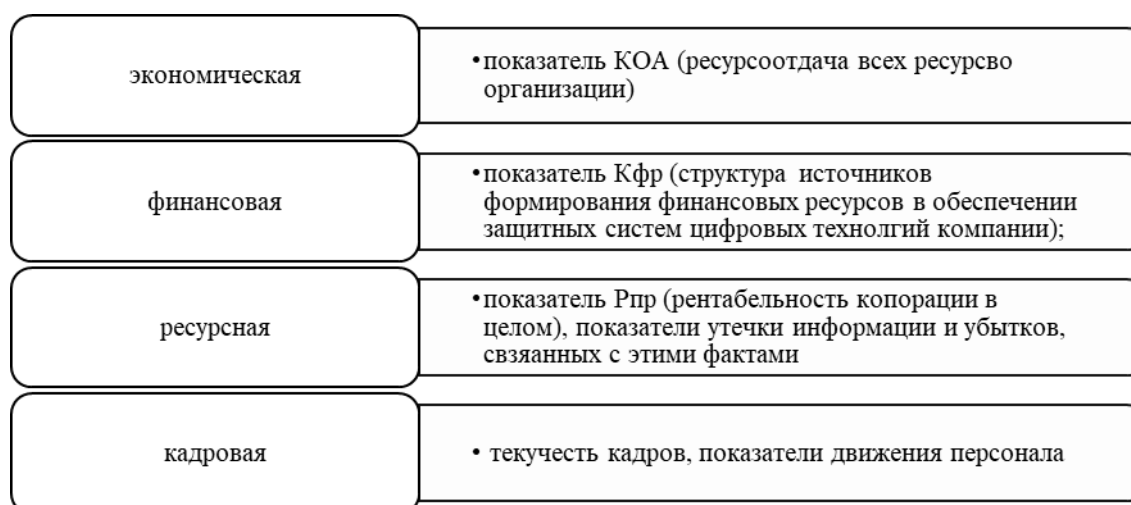 экономическая
•показатель КОА (ресурсоотдача всех ресурсво
организации)
финансовая
•показатель Кфр (структура источников
формирования финансовых ресурсов в обеспечении
защитных систем цифровых технолгий компании);
ресурсная
•показатель Рпр (рентабельность копорации в
целом), показатели утечки информации и убытков,
свзяанных с этими фактами
кадровая
• текучесть кадров, показатели движения персонала